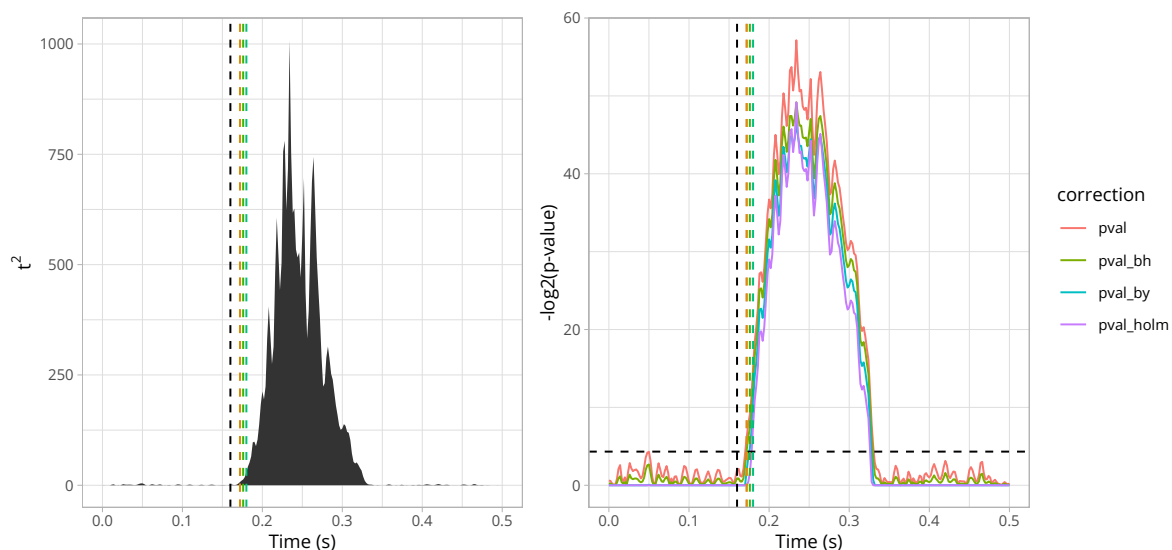 1000
750
500
250
0
t²
0.0 0.1 0.2 0.3 0.4 0.5
Time (s)
60
40
20
0
-log2(p-value)
0.0 0.1 0.2 0.3 0.4 0.5
Time (s)
correction
pval
pval_bh
pval_by
pval_holm